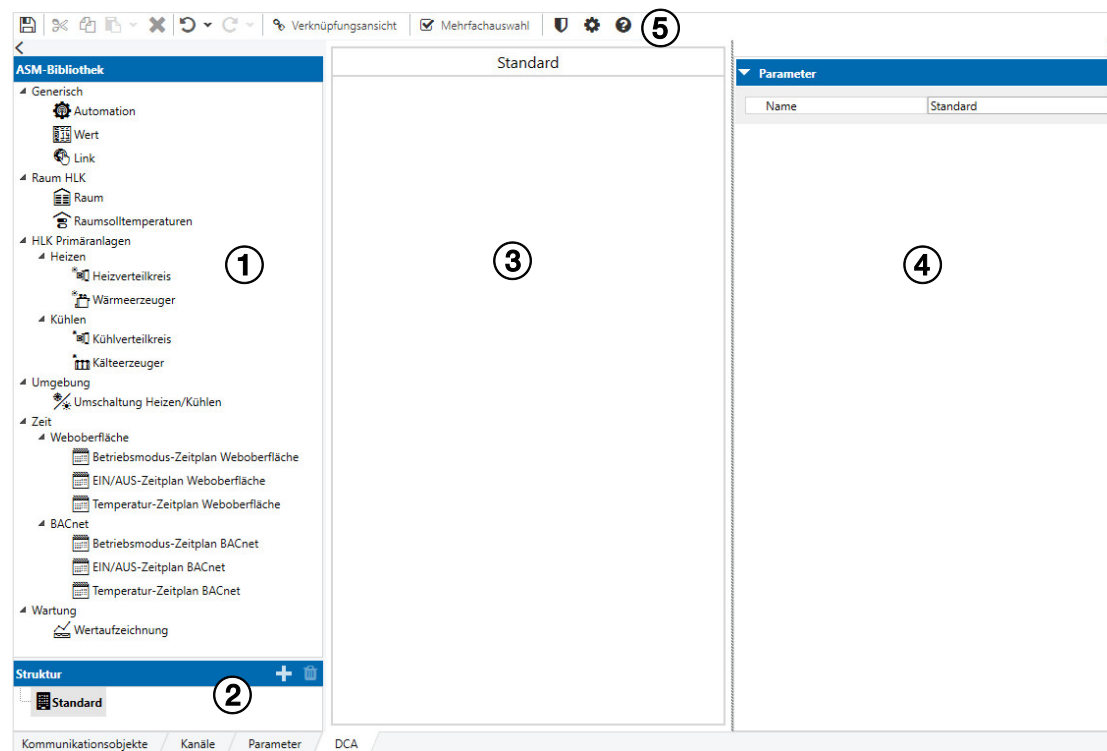 Verknüpfungsansicht Mehrfachauswahl 5
ASM-Bibliothek
Generisch
Automation
Wert
Link
Raum HLK
Raum
Raumsolltemperaturen
HLK Primäranlagen
Heizen
Heizverteilkreis
Wärmeerzeuger
Kühlen
Kühlverteilkreis
Kälteerzeuger
Umgebung
Umschaltung Heizen/Kühlen
Zeit
Weboberfläche
Betriebsmodus-Zeitplan Weboberfläche
EIN/AUS-Zeitplan Weboberfläche
Temperatur-Zeitplan Weboberfläche
BACnet
Betriebsmodus-Zeitplan BACnet
EIN/AUS-Zeitplan BACnet
Temperatur-Zeitplan BACnet
Wartung
Wertaufzeichnung
1
Struktur
Standard
2
Standard
3
Parameter
Name Standard
4
Kommunikationsobjekte Kanäle Parameter DCA